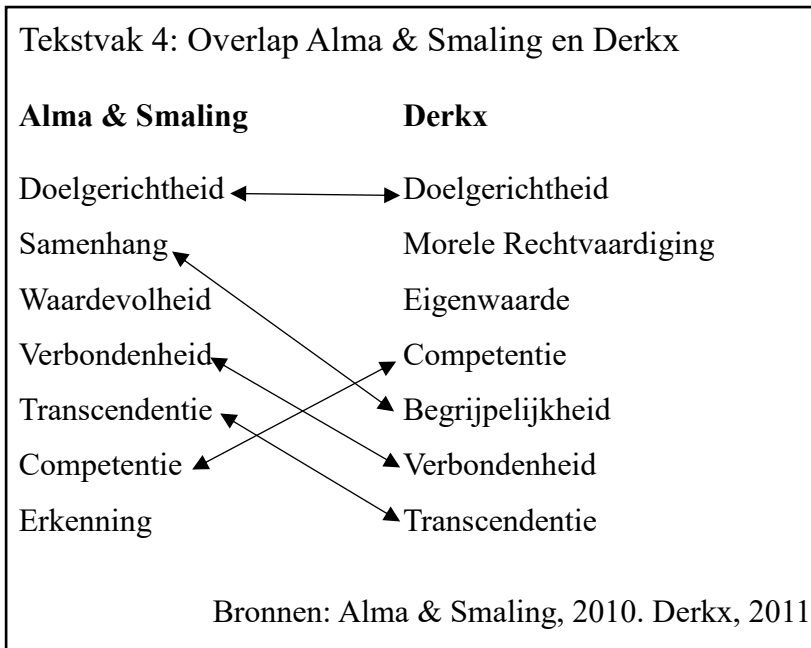 Tekstvak 4: Overlap Alma & Smaling en Derkx
Alma & Smaling Derkx
Doelgerichtheid Doelgerichtheid
Samenhang Morele Rechtvaardiging
Waardevolheid Eigenwaarde
Verbondenheid Competentie
Transcendentie Begrijpelijkheid
Competentie Verbondenheid
Erkenning Transcendentie
Bronnen: Alma & Smaling, 2010. Derkx, 2011